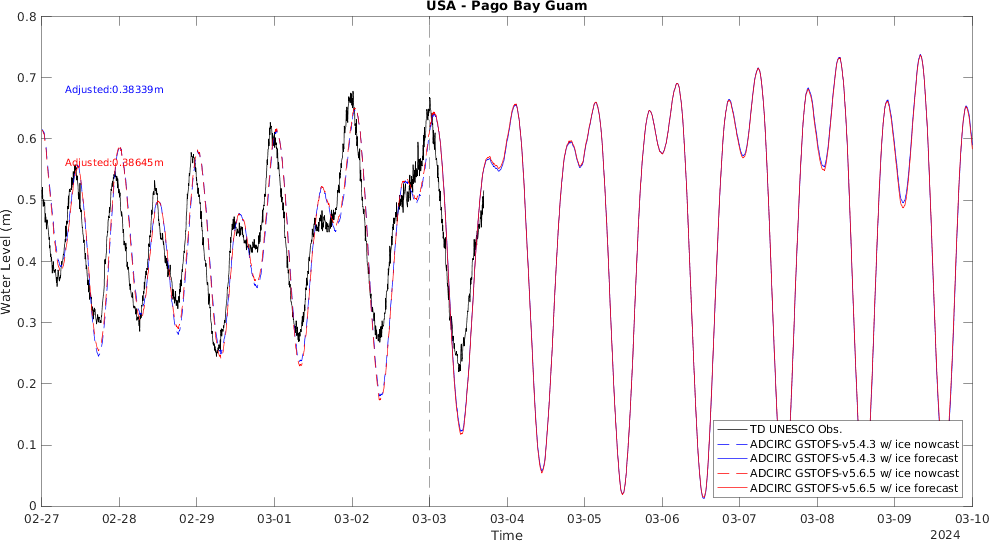 USA - Pago Bay Guam
0.8
0.7
0.6
0.5
0.4
0.3
0.2
0.1
0
Water Level (m)
Adjusted:0.38339m
Adjusted:0.38645m
TD UNESCO Obs.
ADCIRC GSTOFS-v5.4.3 w/ ice nowcast
ADCIRC GSTOFS-v5.4.3 w/ ice forecast
ADCIRC GSTOFS-v5.6.5 w/ ice nowcast
ADCIRC GSTOFS-v5.6.5 w/ ice forecast
02-27 02-28 02-29 03-01 03-02 03-03 03-04 03-05 03-06 03-07 03-08 03-09 03-10
Time
2024